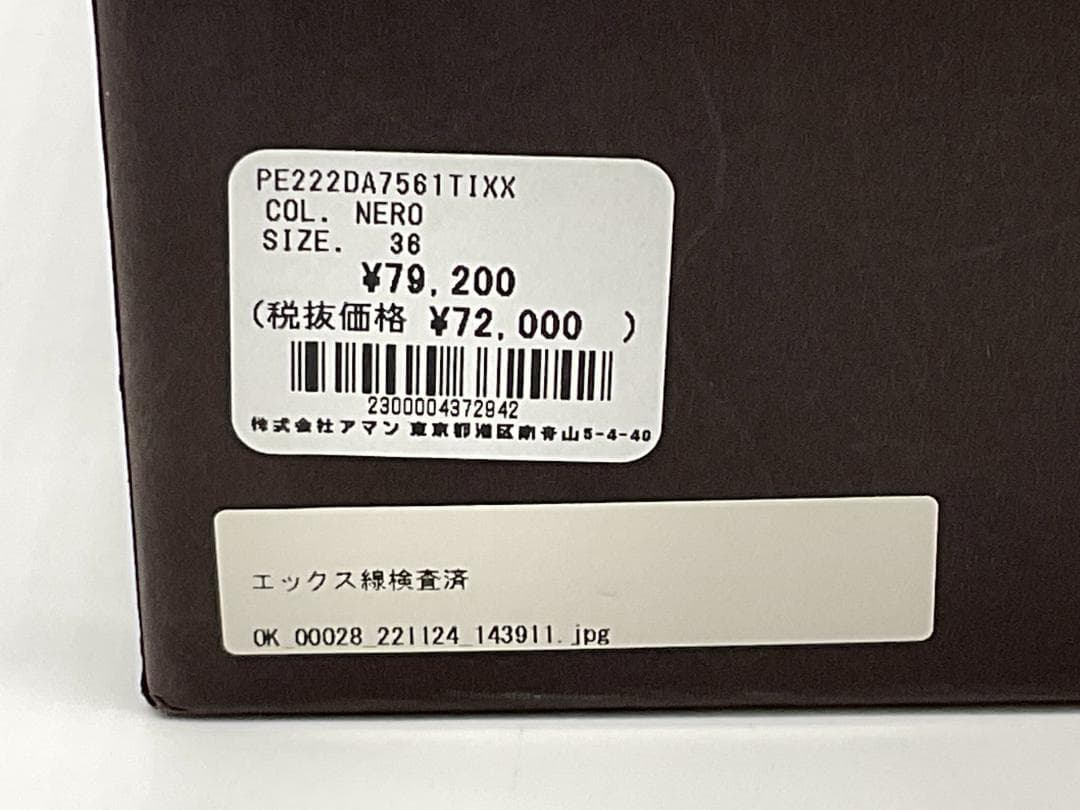 PE222DA7561TIXX
COL. NERO
SIZE. 36
¥79,200
(税抜価格 ¥72,000 )
2300004372942
株式会社アマン 東京都港区南青山5-4-40
エックス線検査済
OK_00028_221124_143911.jpg